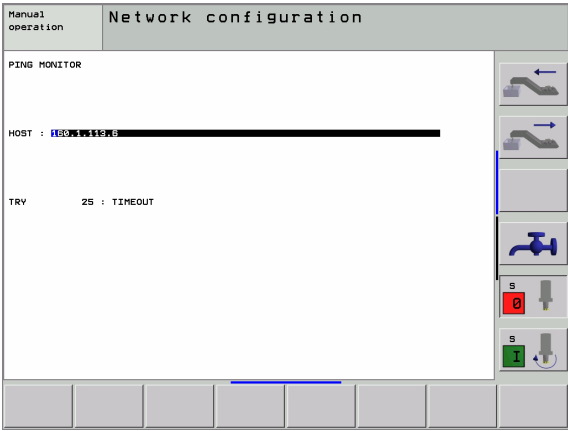 Manual
operation
Network configuration
PING MONITOR
HOST : 160.1.113.6
TRY 25 : TIMEOUT
S
0
S
I